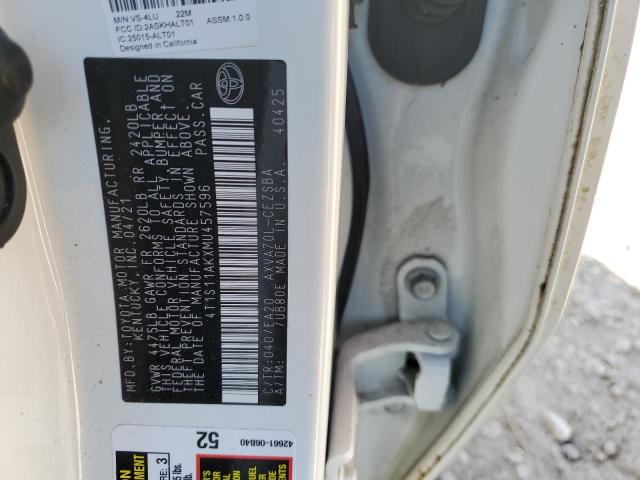 M/N:VS-4LU 22M
FCC ID:2ASKHALT01 ASSM:1.0.0
IC:25015-ALT01
Designed in California
MFD.BY:TOYOTA MOTOR MANUFACTURING,
KENTUCKY, INC. 04/21
GVWR 4475LB GAWR FR 2620LB RR 2420LB
THIS VEHICLE CONFORMS TO ALL APPLICABLE
FEDERAL MOTOR VEHICLE SAFETY, BUMPER AND
THEFT PREVENTION STANDARDS IN EFFECT ON
THE DATE OF MANUFACTURE SHOWN ABOVE.
4T1S11AKXMU457596 PASS.CAR
C/TR:040/EA20 AXVA70L-CEZSBA
A/TM: /UB80E MADE IN U.S.A. 40425
42661-06B40
52